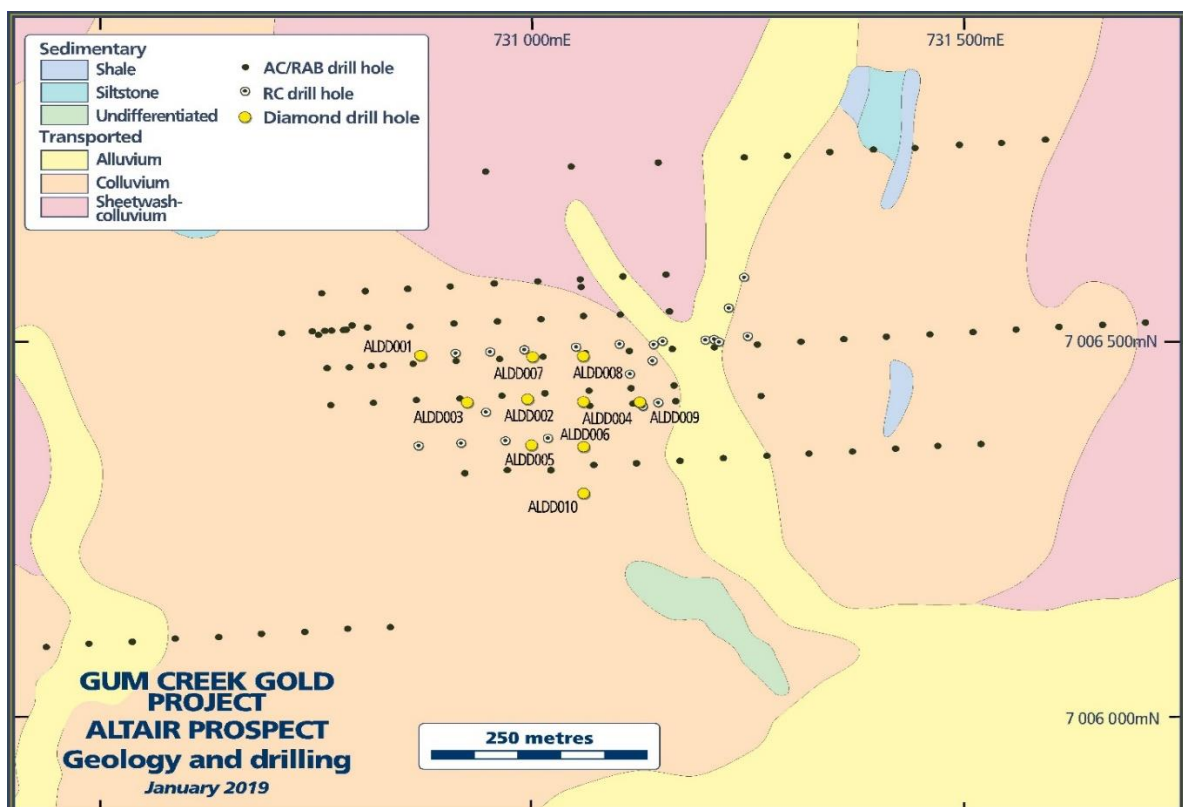 731 000mE
731 500mE
Sedimentary
Shale
Siltstone
Undifferentiated
Transported
Alluvium
Colluvium
Sheetwash-
colluvium
AC/RAB drill hole
RC drill hole
Diamond drill hole
7 006 500mN
ALDD001
ALDD007
ALDD008
ALDD003
ALDD002
ALDD004
ALDD009
ALDD006
ALDD005
ALDD010
GUM CREEK GOLD
PROJECT
ALTAIR PROSPECT
Geology and drilling
January 2019
250 metres
7 006 000mN